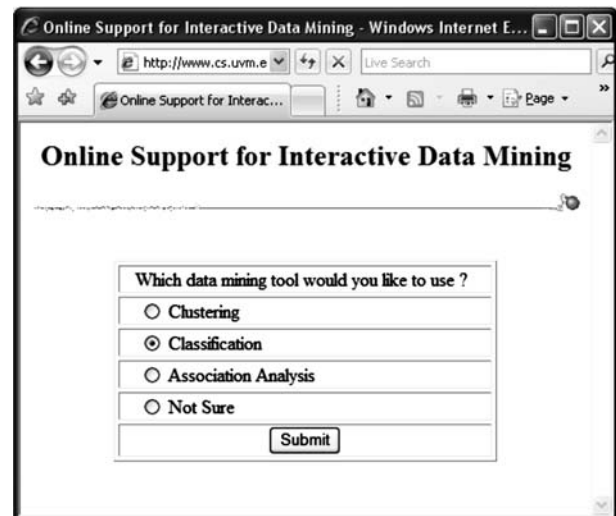 Online Support for Interactive Data Mining - Windows Internet E...
http://www.cs.uvm.e
Live Search
Online Support for Interac...
Page
Online Support for Interactive Data Mining
Which data mining tool would you like to use ?
Clustering
Classification
Association Analysis
Not Sure
Submit